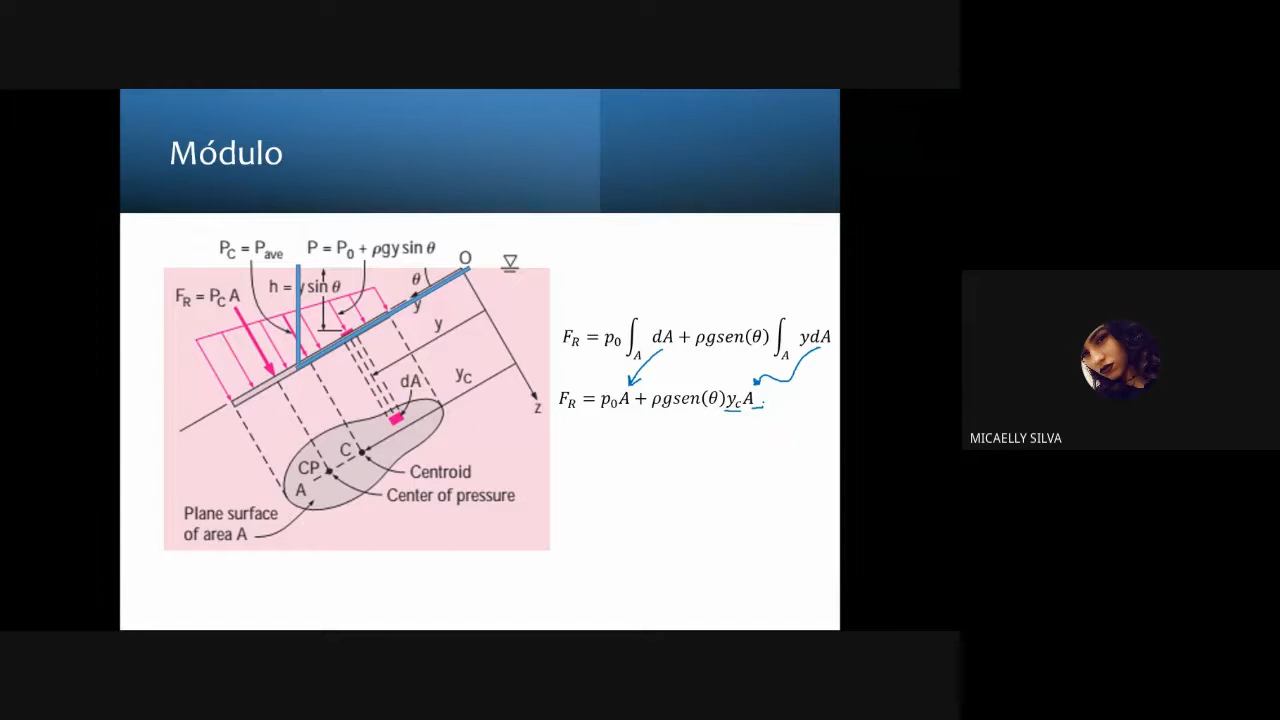 Módulo
P_C = P_ave
P = P_0 + ρgy sin θ
O
h = y sin θ
θ
F_R = P_C A
y
y
y_C
dA
z
C
CP
A
Centroid
Center of pressure
Plane surface
of area A
F_R = p_0 ∫_A dA + ρgsen(θ) ∫_A ydA
F_R = p_0A + ρgsen(θ)y_cA
MICAELLY SILVA